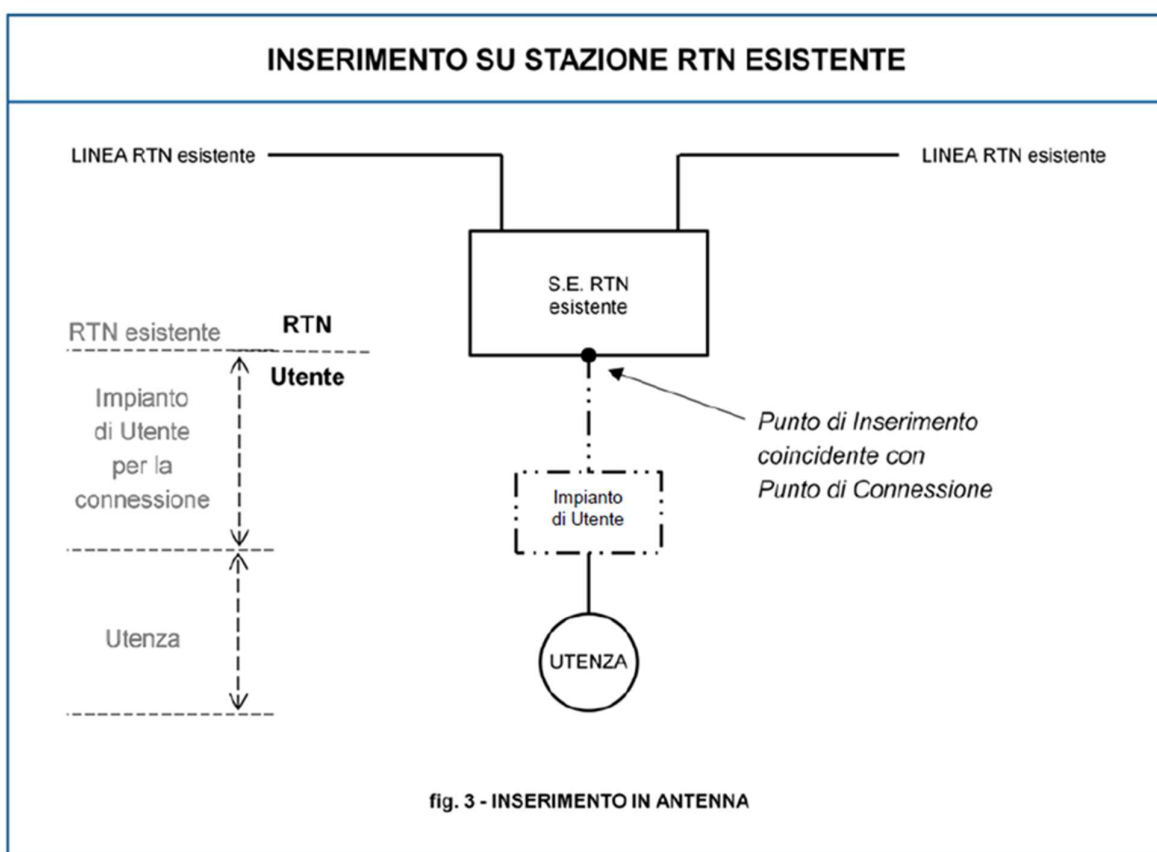 INSERIMENTO SU STAZIONE RTN ESISTENTE
LINEA RTN esistente
LINEA RTN esistente
S.E. RTN
esistente
RTN esistente
RTN
Utente
Impianto
di Utente
per la
connessione
Punto di Inserimento
coincidente con
Punto di Connessione
Impianto
di Utente
Utenza
UTENZA
fig. 3 - INSERIMENTO IN ANTENNA